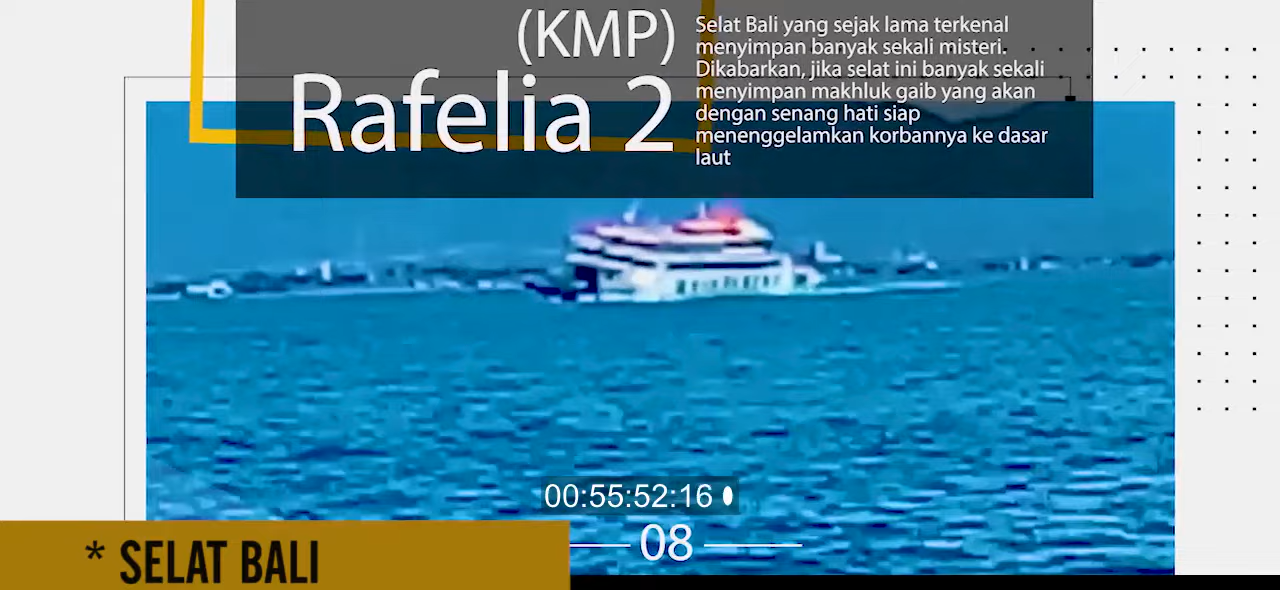 (KMP)
Rafelia 2
Selat Bali yang sejak lama terkenal
menyimpan banyak sekali misteri.
Dikabarkan, jika selat ini banyak sekali
menyimpan makhluk gaib yang akan
dengan senang hati siap
menenggelamkan korbannya ke dasar
laut
00:55:52:16
08
* SELAT BALI